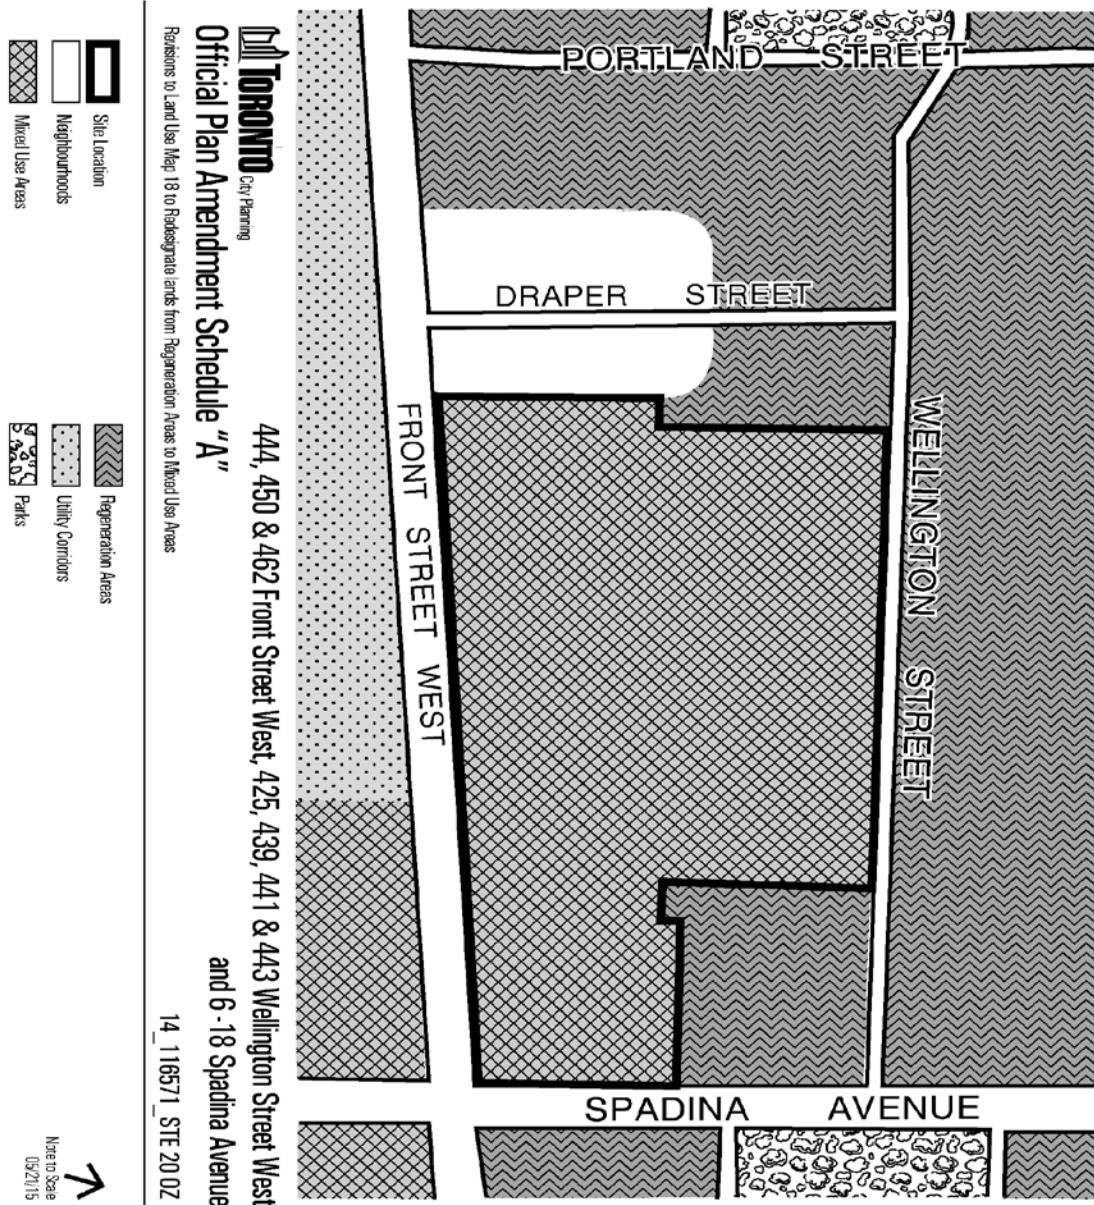 PORTLAND STREET
DRAPER STREET
WELLINGTON STREET
FRONT STREET WEST
SPADINA AVENUE
TORONTO City Planning
Official Plan Amendment Schedule "A"
444, 450 & 462 Front Street West, 425, 439, 441 & 443 Wellington Street West
and 6 -18 Spadina Avenue
Revisions to Land Use Map 18 to Redesignate lands from Regeneration Areas to Mixed Use Areas
14_116571_STE 20 OZ
Site Location
Neighbourhoods
Mixed Use Areas
Regeneration Areas
Utility Corridors
Parks
Not to Scale
05/21/15